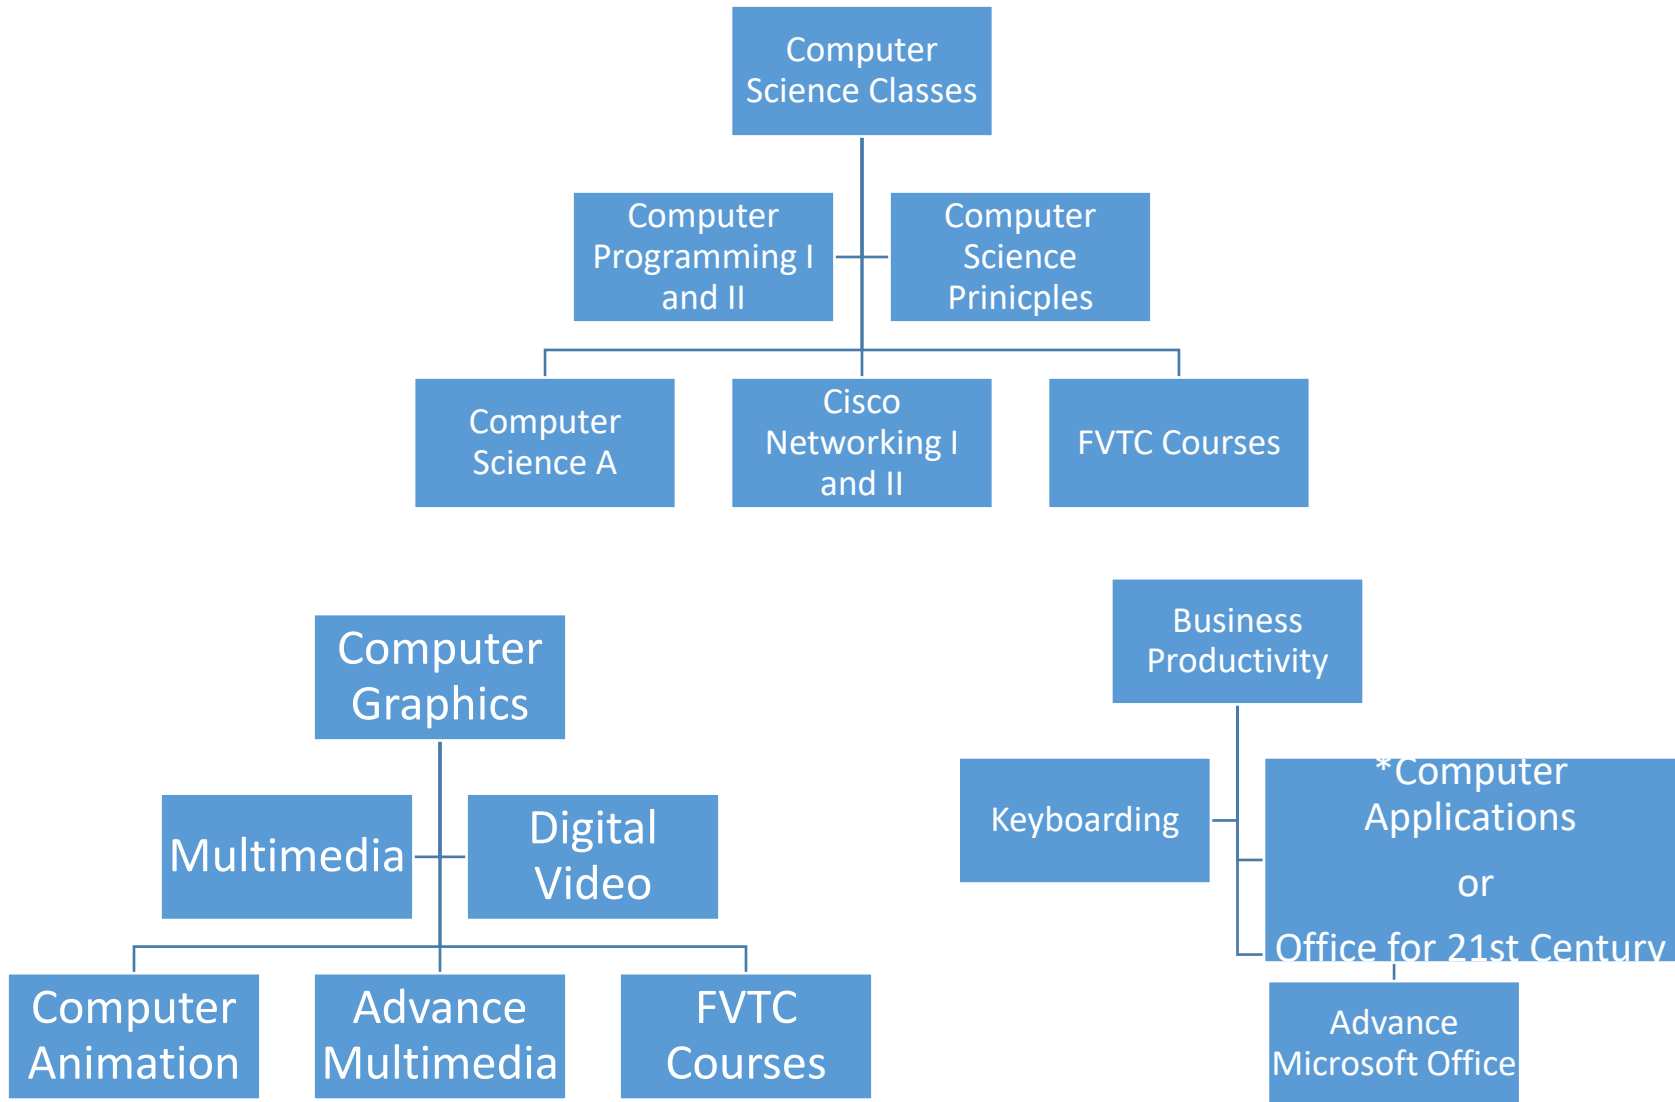 Computer
Science Classes
Computer
Programming I
and II
Computer
Science
Prinicples
Computer
Science A
Cisco
Networking I
and II
FVTC Courses
Computer
Graphics
Multimedia
Digital
Video
Computer
Animation
Advance
Multimedia
FVTC
Courses
Business
Productivity
Keyboarding
*Computer
Applications
or
Office for 21st Century
Advance
Microsoft Office